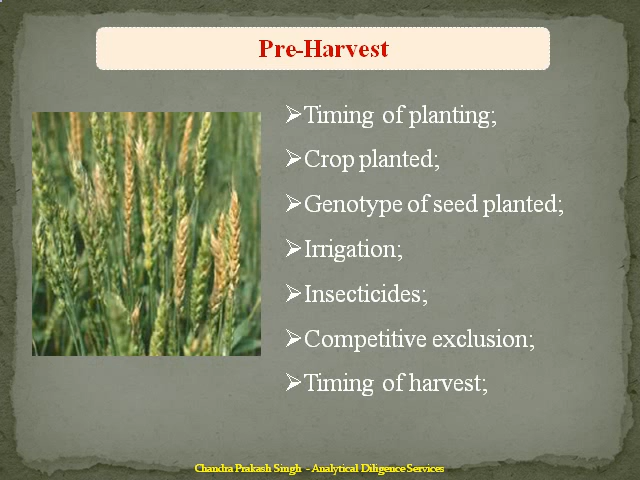 Pre-Harvest
Timing of planting;
Crop planted;
Genotype of seed planted;
Irrigation;
Insecticides;
Competitive exclusion;
Timing of harvest;
Chandra Prakash Singh - Analytical Diligence Services